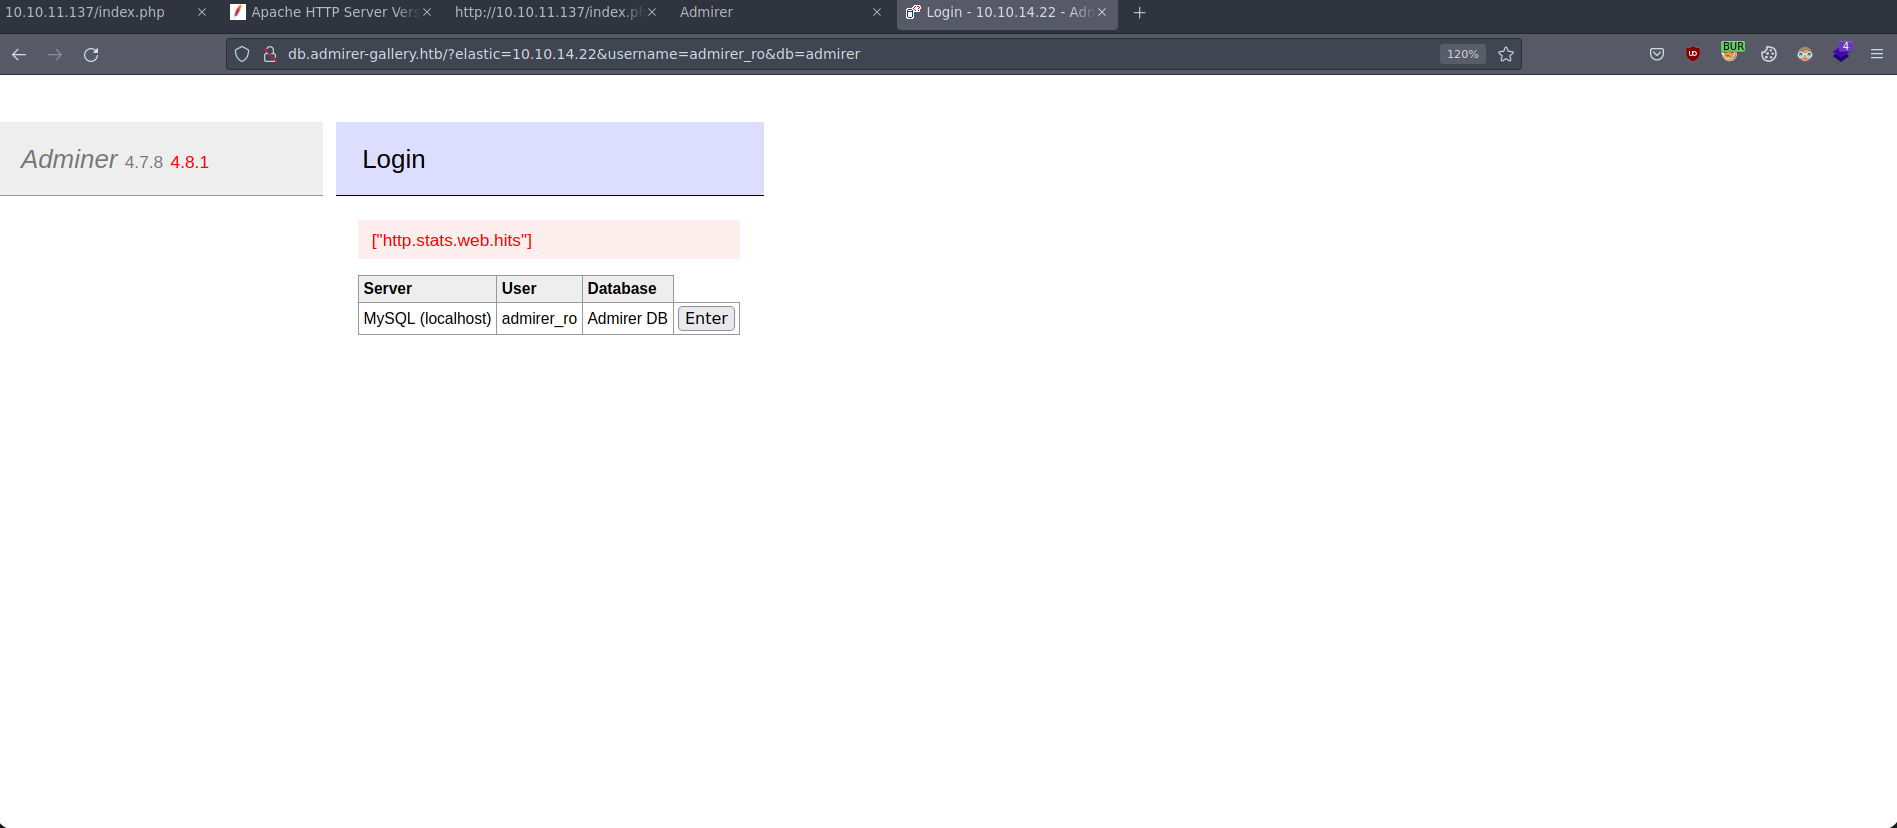 10.10.11.137/index.php
Apache HTTP Server Vers
http://10.10.11.137/index.ph
Admirer
Login - 10.10.14.22 - Adm
db.admirer-gallery.htb/?elastic=10.10.14.22&username=admirer_ro&db=admirer
120%
BUR
4
Adminer 4.7.8 4.8.1
Login
["http.stats.web.hits"]
Server User Database
MySQL (localhost) admirer_ro Admirer DB Enter